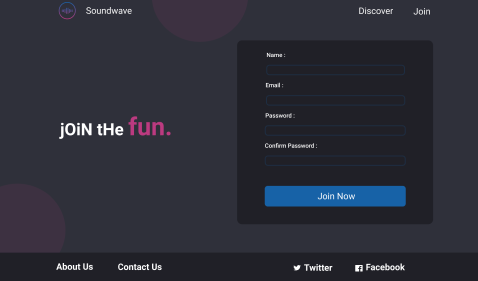 Soundwave
Discover
Join
Name :
Email :
Password :
Confirm Password :
jOiN tHe fun.
Join Now
About Us
Contact Us
Twitter
Facebook